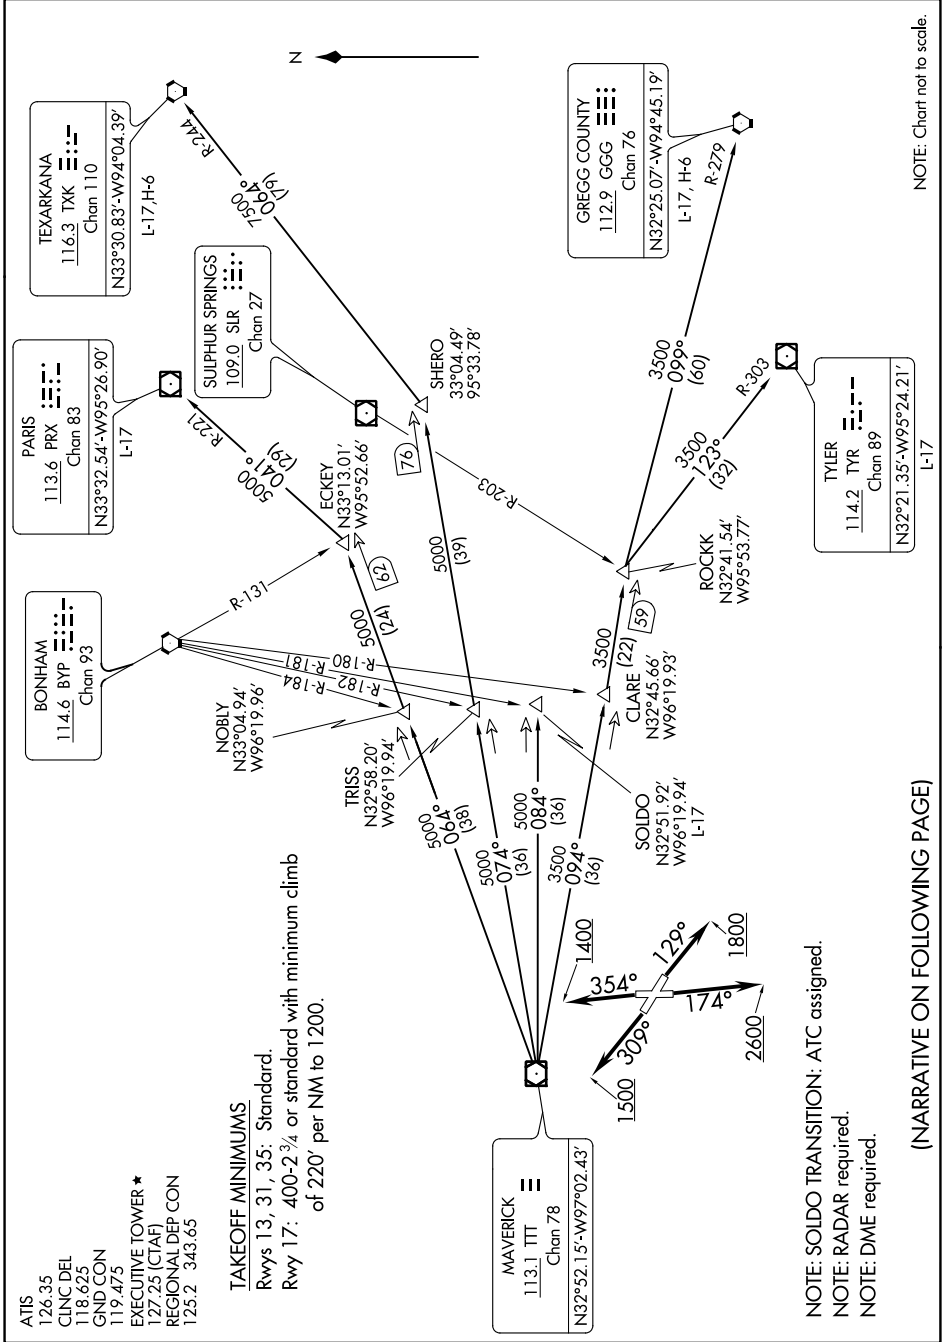 ATIS
126.35
CLNC DEL
118.625
GND CON
119.475
EXECUTIVE TOWER ★
127.25 (CTAF)
REGIONAL DEP CON
125.2 343.65
TAKEOFF MINIMUMS
Rwys 13, 31, 35: Standard.
Rwy 17: 400-2 ¾ or standard with minimum climb
of 220' per NM to 1200.
BONHAM
114.6 BYP
Chan 93
PARIS
113.6 PRX
Chan 83
N33°32.54'-W95°26.90'
L-17
TEXARKANA
116.3 TXK
Chan 110
N33°30.83'-W94°04.39'
L-17,H-6
SULPHUR SPRINGS
109.0 SLR
Chan 27
GREGG COUNTY
112.9 GGG
Chan 76
N32°25.07'-W94°45.19'
L-17, H-6
TYLER
114.2 TYR
Chan 89
N32°21.35'-W95°24.21'
L-17
MAVERICK
113.1 TTT
Chan 78
N32°52.15'-W97°02.43'
N
NOBLY
N33°04.94'
W96°19.96'
TRISS
N32°58.20'
W96°19.94'
SOLDO
N32°51.92'
W96°19.94'
L-17
CLARE
N32°45.66'
W96°19.93'
ECKEY
N33°13.01'
W95°52.66'
SHERO
33°04.49'
95°33.78'
ROCKK
N32°41.54'
W95°53.77'
R-131
R-181
R-180
R-184
R-182
R-221
R-244
R-203
R-279
R-303
5000
064°
(38)
5000
074°
(36)
5000
084°
(36)
3500
094°
(36)
5000
(24)
62
5000
041°
(29)
5000
(39)
76
7500
064°
(79)
3500
(22)
59
3500
099°
(60)
3500
123°
(32)
354°
1400
129°
1800
174°
2600
309°
1500
NOTE: SOLDO TRANSITION: ATC assigned.
NOTE: RADAR required.
NOTE: DME required.
NOTE: Chart not to scale.
(NARRATIVE ON FOLLOWING PAGE)